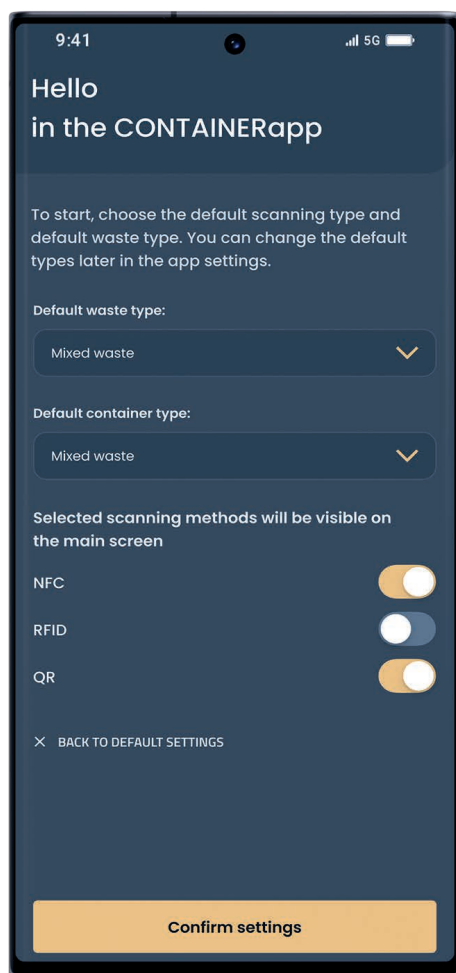 9:41
5G
Hello
in the CONTAINERapp
To start, choose the default scanning type and
default waste type. You can change the default
types later in the app settings.
Default waste type:
Mixed waste
Default container type:
Mixed waste
Selected scanning methods will be visible on
the main screen
NFC
RFID
QR
BACK TO DEFAULT SETTINGS
Confirm settings